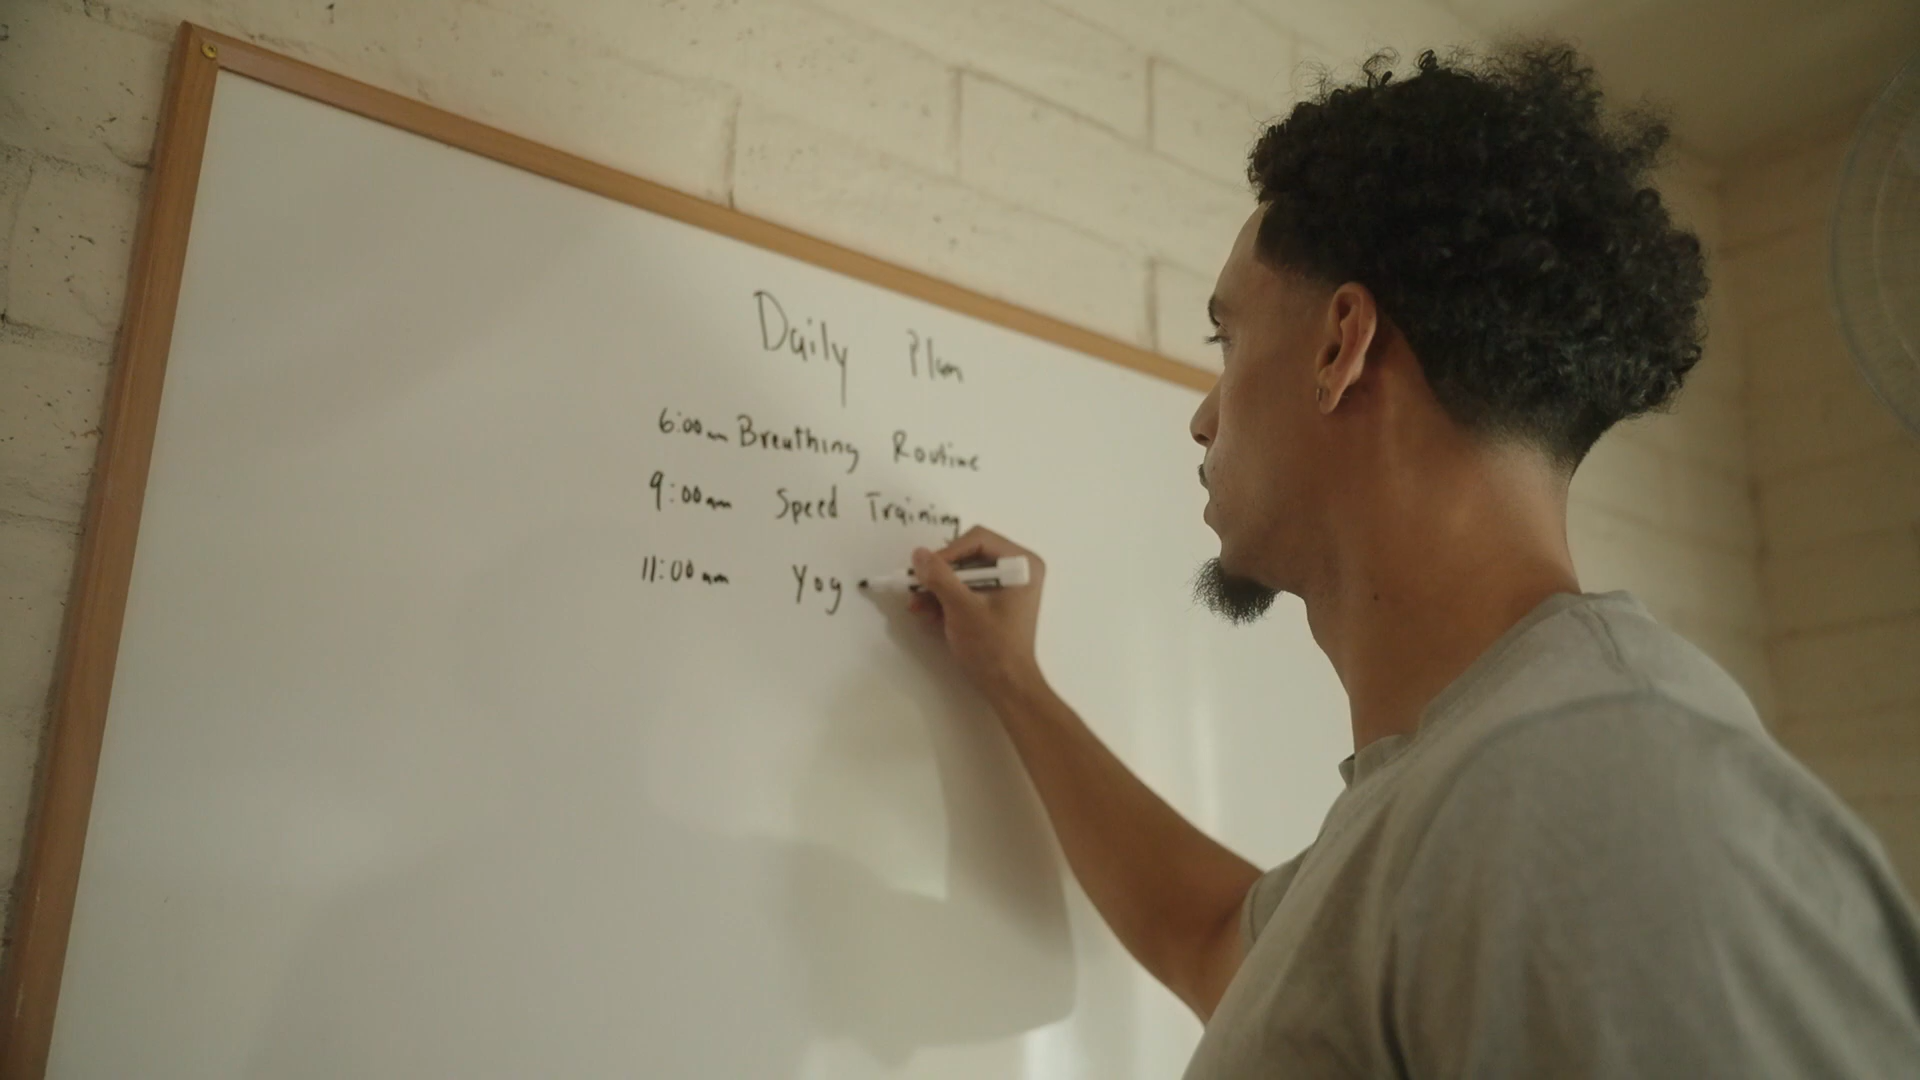 Daily Plan
6:00am Breathing Routine
9:00am Speed Training
11:00am Yog